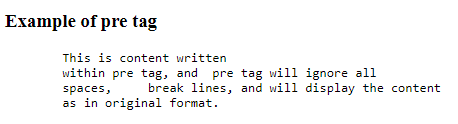 Example of pre tag
This is content written
within pre tag, and  pre tag will ignore all
spaces,     break lines, and will display the content
as in original format.